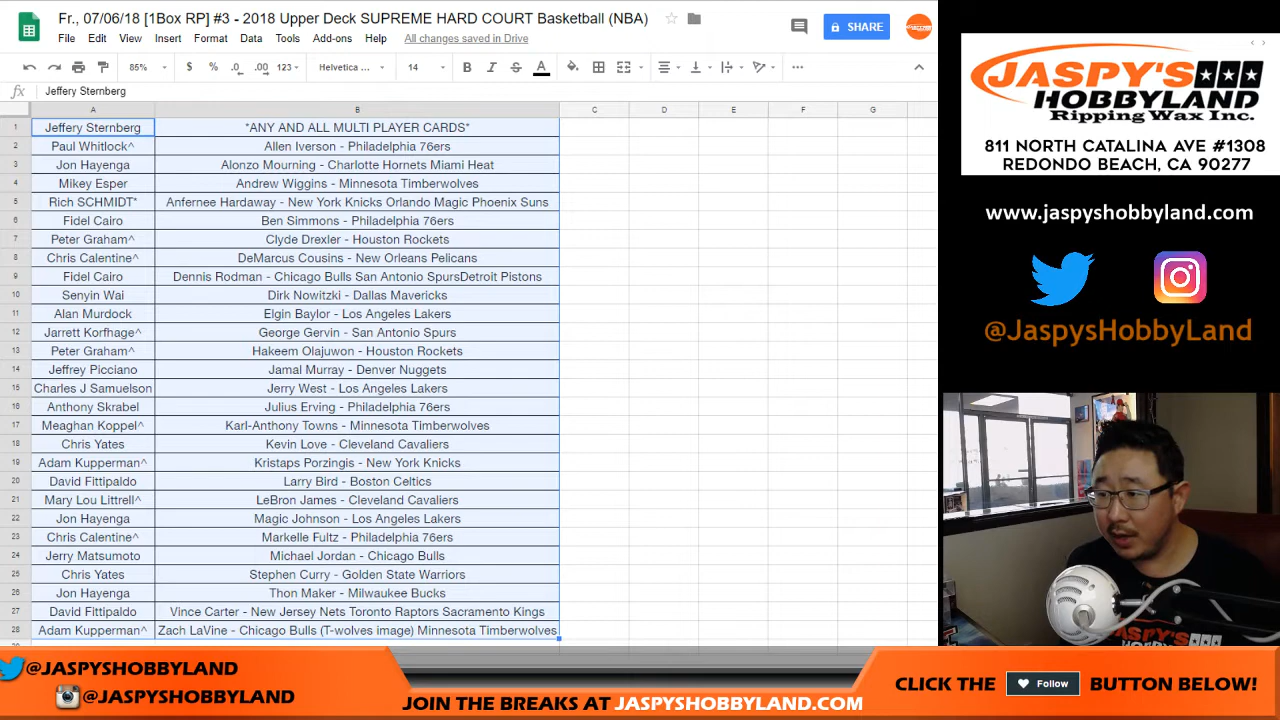 Fr., 07/06/18 [1Box RP] #3 - 2018 Upper Deck SUPREME HARD COURT Basketball (NBA)
SHARE
File Edit View Insert Format Data Tools Add-ons Help All changes saved in Drive
85% $ % .0 .00 123 Helvetica ... 14 B I S A
fx Jeffery Sternberg
A B C D E F G
1 Jeffery Sternberg *ANY AND ALL MULTI PLAYER CARDS*
2 Paul Whitlock^ Allen Iverson - Philadelphia 76ers
3 Jon Hayenga Alonzo Mourning - Charlotte Hornets Miami Heat
4 Mikey Esper Andrew Wiggins - Minnesota Timberwolves
5 Rich SCHMIDT* Anfernee Hardaway - New York Knicks Orlando Magic Phoenix Suns
6 Fidel Cairo Ben Simmons - Philadelphia 76ers
7 Peter Graham^ Clyde Drexler - Houston Rockets
8 Chris Calentine^ DeMarcus Cousins - New Orleans Pelicans
9 Fidel Cairo Dennis Rodman - Chicago Bulls San Antonio SpursDetroit Pistons
10 Senyin Wai Dirk Nowitzki - Dallas Mavericks
11 Alan Murdock Elgin Baylor - Los Angeles Lakers
12 Jarrett Korfhage^ George Gervin - San Antonio Spurs
13 Peter Graham^ Hakeem Olajuwon - Houston Rockets
14 Jeffrey Picciano Jamal Murray - Denver Nuggets
15 Charles J Samuelson Jerry West - Los Angeles Lakers
16 Anthony Skrabel Julius Erving - Philadelphia 76ers
17 Meaghan Koppel^ Karl-Anthony Towns - Minnesota Timberwolves
18 Chris Yates Kevin Love - Cleveland Cavaliers
19 Adam Kupperman^ Kristaps Porzingis - New York Knicks
20 David Fittipaldo Larry Bird - Boston Celtics
21 Mary Lou Littrell^ LeBron James - Cleveland Cavaliers
22 Jon Hayenga Magic Johnson - Los Angeles Lakers
23 Chris Calentine^ Markelle Fultz - Philadelphia 76ers
24 Jerry Matsumoto Michael Jordan - Chicago Bulls
25 Chris Yates Stephen Curry - Golden State Warriors
26 Jon Hayenga Thon Maker - Milwaukee Bucks
27 David Fittipaldo Vince Carter - New Jersey Nets Toronto Raptors Sacramento Kings
28 Adam Kupperman^ Zach LaVine - Chicago Bulls (T-wolves image) Minnesota Timberwolves
JASPY'S
HOBBYLAND
Ripping Wax Inc.
811 NORTH CATALINA AVE #1308
REDONDO BEACH, CA 90277
www.jaspyshobbyland.com
@JaspysHobbyLand
JASPY'S
HOBBYLAND
@JASPYSHOBBYLAND
@JASPYSHOBBYLAND
JOIN THE BREAKS AT JASPYSHOBBYLAND.COM
CLICK THE Follow BUTTON BELOW!